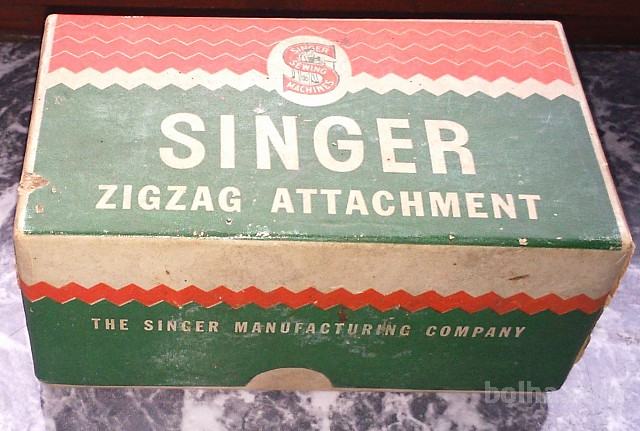 SINGER
SEWING
MACHINES
SINGER
ZIGZAG ATTACHMENT
THE SINGER MANUFACTURING COMPANY